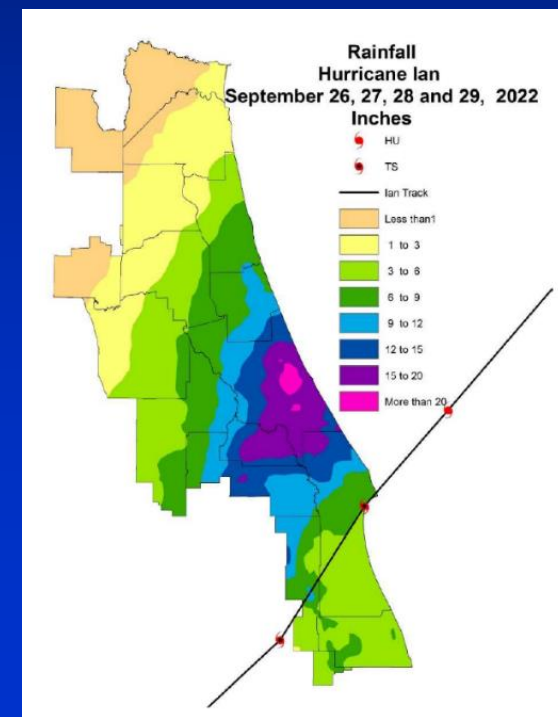 Rainfall
Hurricane Ian
September 26, 27, 28 and 29, 2022
Inches
HU
TS
Ian Track
Less than1
1 to 3
3 to 6
6 to 9
9 to 12
12 to 15
15 to 20
More than 20